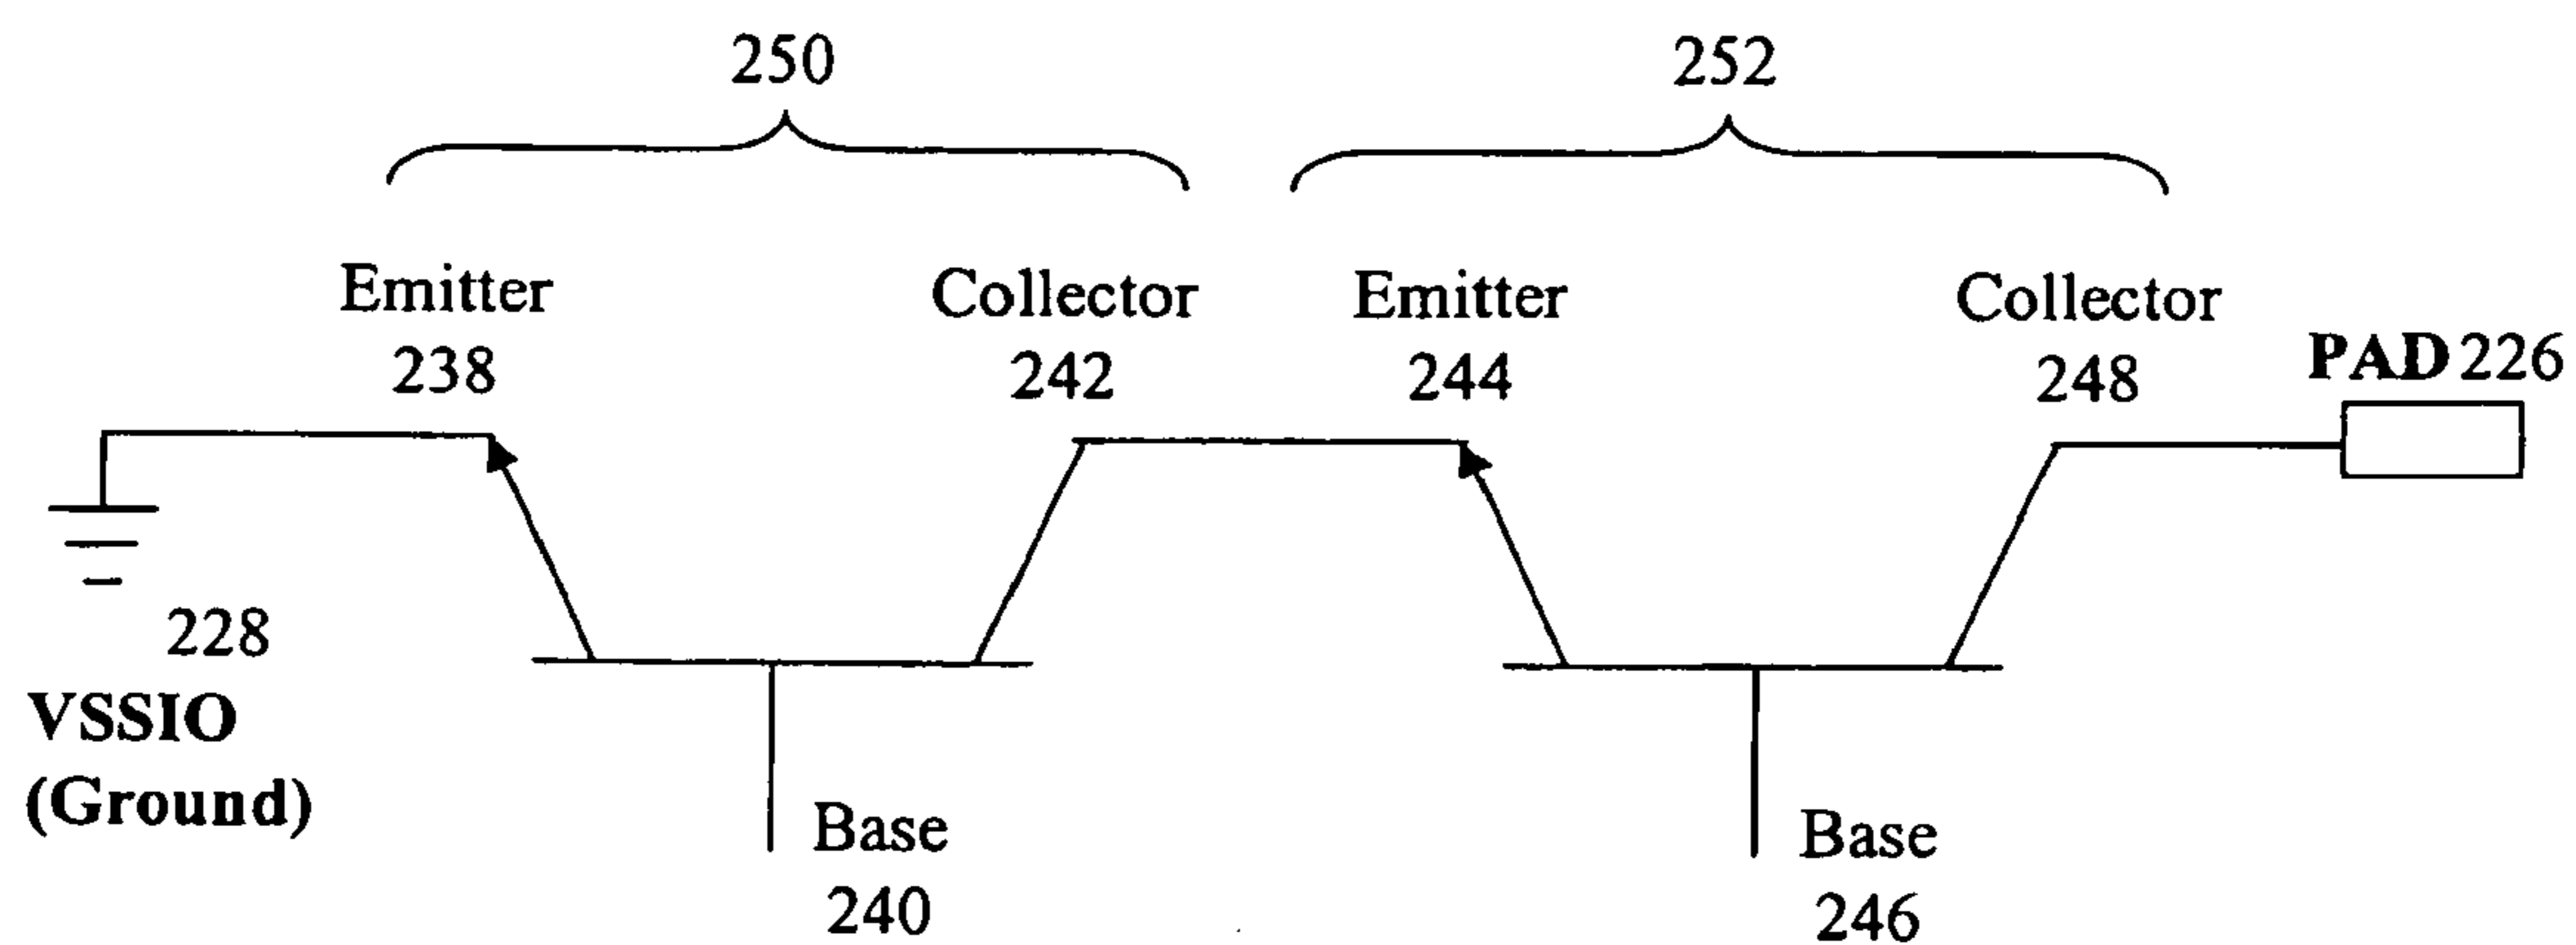 250
252
Emitter
238
Collector
242
Emitter
244
Collector
248
PAD 226
228
VSSIO
(Ground)
Base
240
Base
246